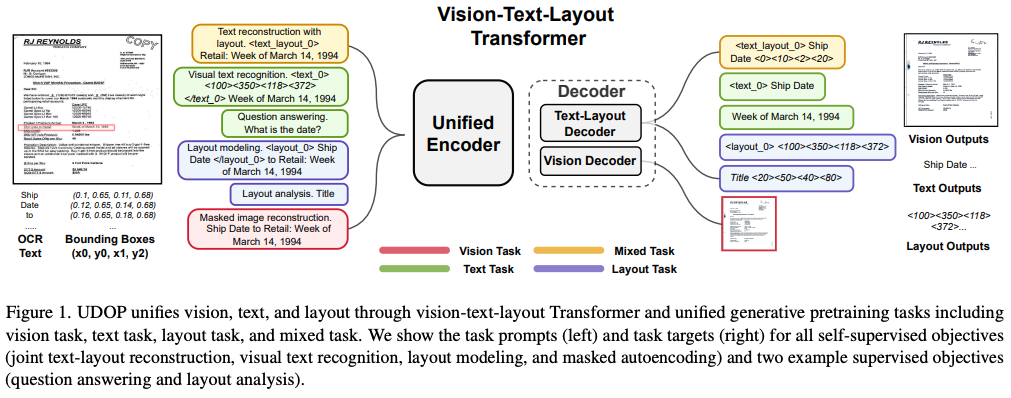 Vision-Text-Layout
Transformer
RJ REYNOLDS
COPY
Ship (0.1, 0.65, 0.11, 0.68)
Date (0.12, 0.65, 0.14, 0.68)
to (0.16, 0.65, 0.18, 0.68)
..... ...
OCR Bounding Boxes
Text (x0, y0, x1, y2)
Text reconstruction with
layout. <text_layout_0>
Retail: Week of March 14, 1994
Visual text recognition. <text_0>
<100><350><118><372>
</text_0> Week of March 14, 1994
Question answering.
What is the date?
Layout modeling. <layout_0> Ship
Date </layout_0> to Retail: Week
of March 14, 1994
Layout analysis. Title
Masked image reconstruction.
Ship Date to Retail: Week of
March 14, 1994
Unified
Encoder
Decoder
Text-Layout
Decoder
Vision Decoder
Vision Task
Mixed Task
Text Task
Layout Task
<text_layout_0> Ship
Date <0><10><2><20>
<text_0> Ship Date
Week of March 14, 1994
<layout_0> <100><350><118><372>
Title <20><50><40><80>
Vision Outputs
Ship Date ...
Text Outputs
<100><350><118>
<372>...
Layout Outputs
Figure 1. UDOP unifies vision, text, and layout through vision-text-layout Transformer and unified generative pretraining tasks including
vision task, text task, layout task, and mixed task. We show the task prompts (left) and task targets (right) for all self-supervised objectives
(joint text-layout reconstruction, visual text recognition, layout modeling, and masked autoencoding) and two example supervised objectives
(question answering and layout analysis).